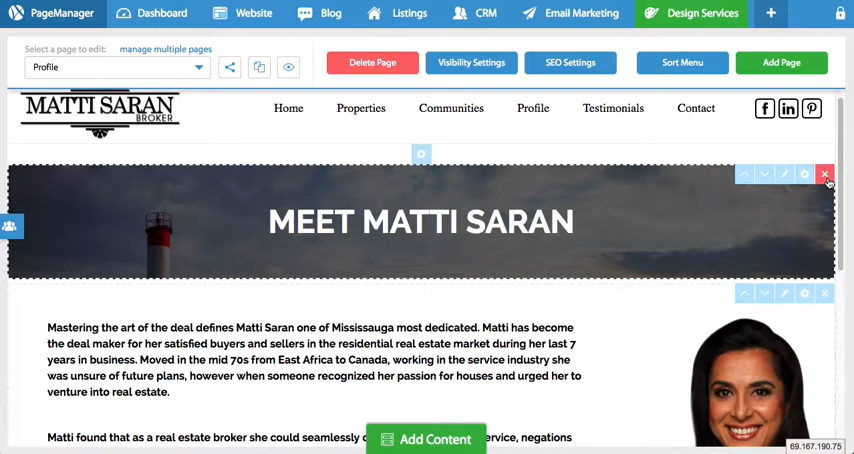 PageManager Dashboard Website Blog Listings CRM Email Marketing Design Services +
Select a page to edit: manage multiple pages
Profile
Delete Page Visibility Settings SEO Settings Sort Menu Add Page
MATTI SARAN
BROKER
Home Properties Communities Profile Testimonials Contact
MEET MATTI SARAN
Mastering the art of the deal defines Matti Saran one of Mississauga most dedicated. Matti has become
the deal maker for her satisfied buyers and sellers in the residential real estate market during her last 7
years in business. Moved in the mid 70s from East Africa to Canada, working in the service industry she
was unsure of future plans, however when someone recognized her passion for houses and urged her to
venture into real estate.
Matti found that as a real estate broker she could seamlessly ervice, negations
Add Content
69.167.190.75